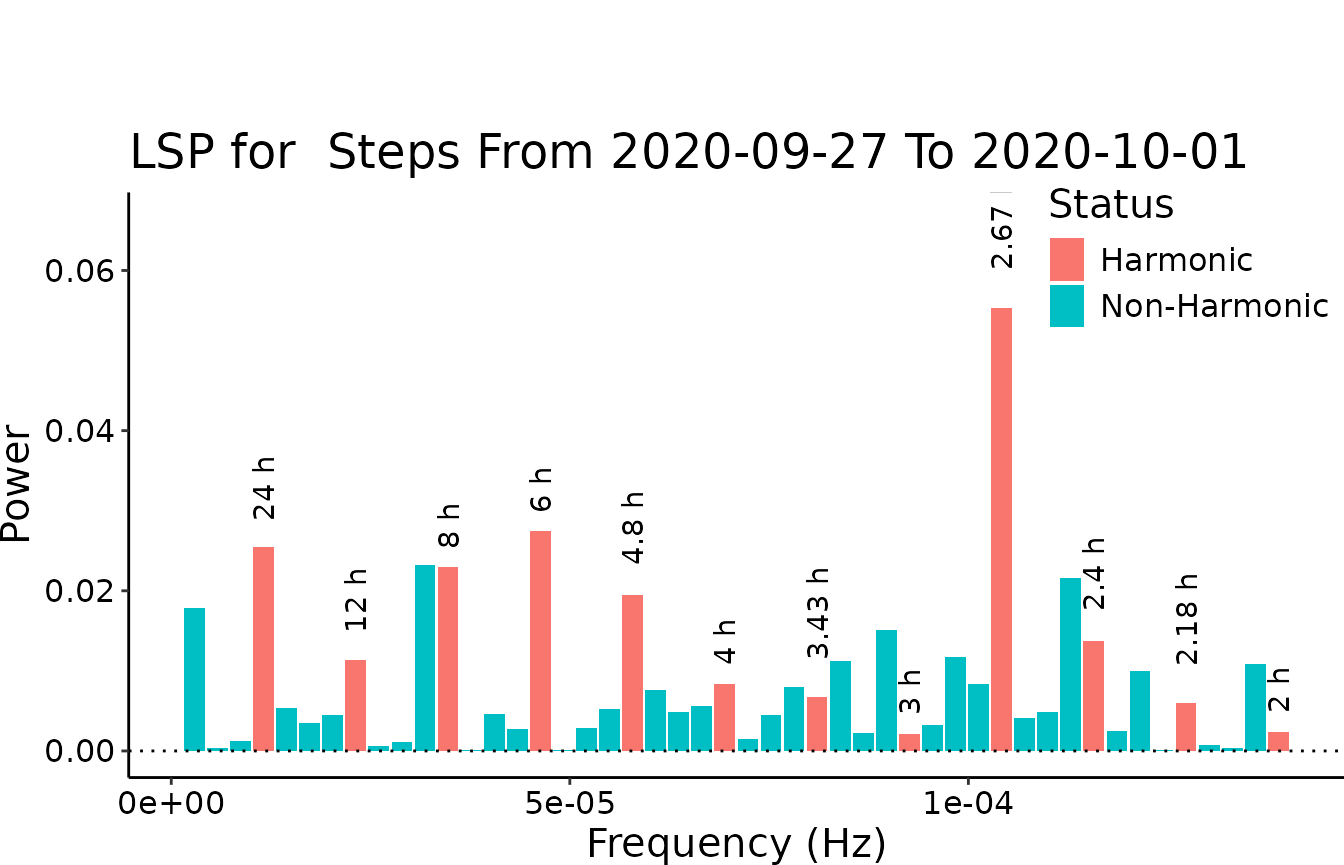 LSP for  Steps From 2020-09-27 To 2020-10-01
Status
Harmonic
Non-Harmonic
Power
0.06
0.04
0.02
0.00
24 h
12 h
8 h
6 h
4.8 h
4 h
3.43 h
3 h
2.67
2.4 h
2.18 h
2 h
0e+00
5e-05
1e-04
Frequency (Hz)